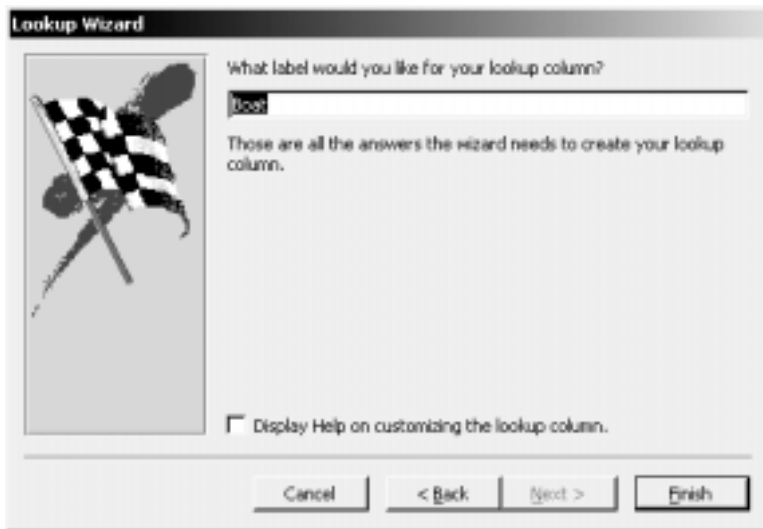 Lookup Wizard
What label would you like for your lookup column?
Boat
Those are all the answers the wizard needs to create your lookup
column.
Display Help on customizing the lookup column.
Cancel
< Back
Next >
Finish